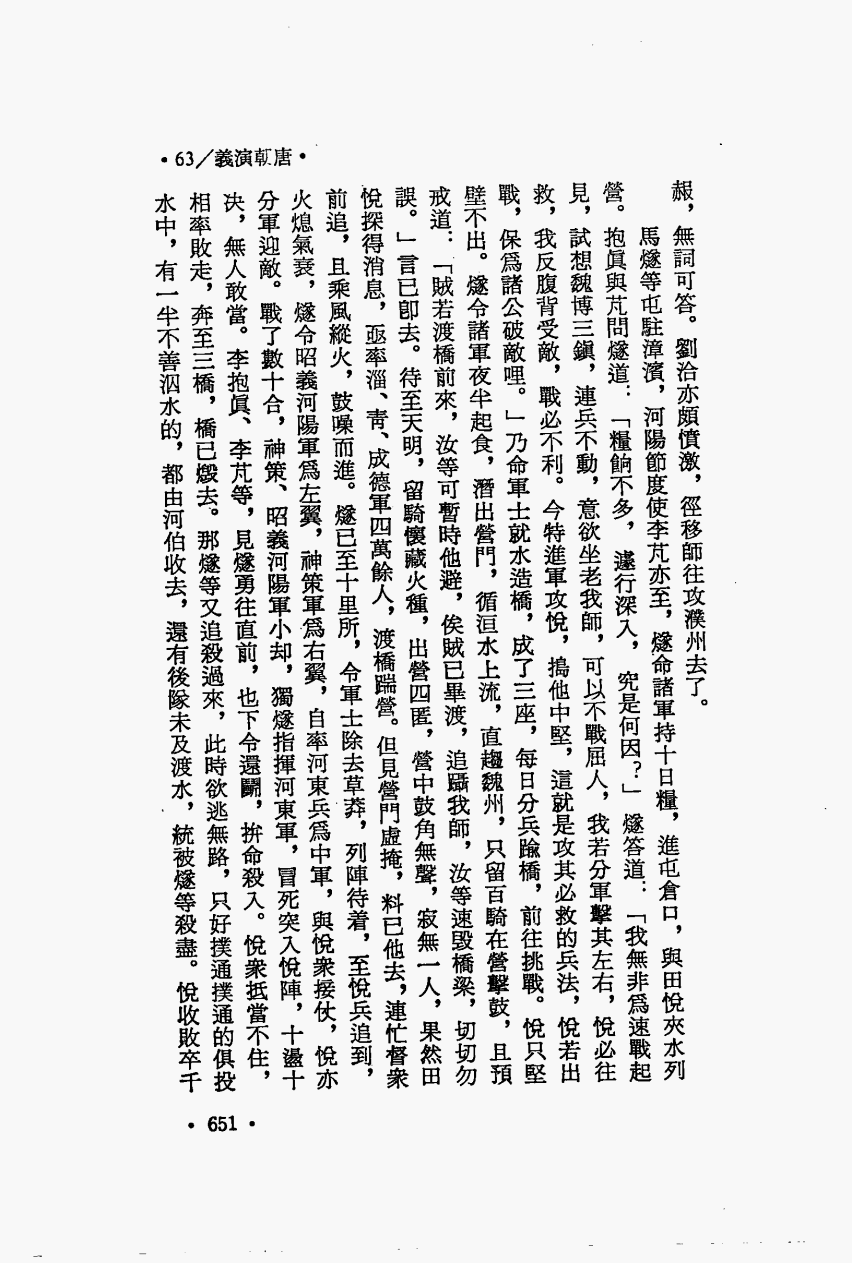 •63／義演朝唐•
赧，無詞可答。劉洽亦頗憤激，徑移師往攻濮州去了。
馬燧等屯駐漳濱，河陽節度使李芃亦至，燧命諸軍持十日糧，進屯倉口，與田悅夾水列
營。抱眞與芃問燧道：「糧餉不多，遽行深入，究是何因？」燧答道：「我無非爲速戰起
見，試想魏博三鎭，連兵不動，意欲坐老我師，可以不戰屈人，我若分軍擊其左右，悅必往
救，我反腹背受敵，戰必不利。今特進軍攻悅，搗他中堅，這就是攻其必救的兵法，悅若出
戰，保爲諸公破敵哩。」乃命軍士就水造橋，成了三座，每日分兵踰橋，前往挑戰。悅只堅
壁不出。燧令諸軍夜半起食，潛出營門，循洹水上流，直趨魏州，只留百騎在營擊鼓，且預
戒道：「賊若渡橋前來，汝等可暫時他避，俟賊已畢渡，追躡我師，汝等速毀橋梁，切切勿
誤。」言已卽去。待至天明，留騎懷藏火種，出營四匿，營中鼓角無聲，寂無一人，果然田
悅探得消息，亟率淄、靑、成德軍四萬餘人，渡橋踹營。但見營門虛掩，料已他去，連忙督衆
前追，且乘風縱火，鼓噪而進。燧已至十里所，令軍士除去草莽，列陣待着，至悅兵追到，
火熄氣衰，燧令昭義河陽軍爲左翼，神策軍爲右翼，自率河東兵爲中軍，與悅衆接仗，悅亦
分軍迎敵。戰了數十合，神策、昭義河陽軍小却，獨燧指揮河東軍，冒死突入悅陣，十盪十
决，無人敢當。李抱眞、李芃等，見燧勇往直前，也下令還鬭，拚命殺入。悅衆抵當不住，
相率敗走，奔至三橋，橋已燬去。那燧等又追殺過來，此時欲逃無路，只好撲通撲通的俱投
水中，有一半不善泅水的，都由河伯收去，還有後隊未及渡水，統被燧等殺盡。悅收敗卒千
•651•